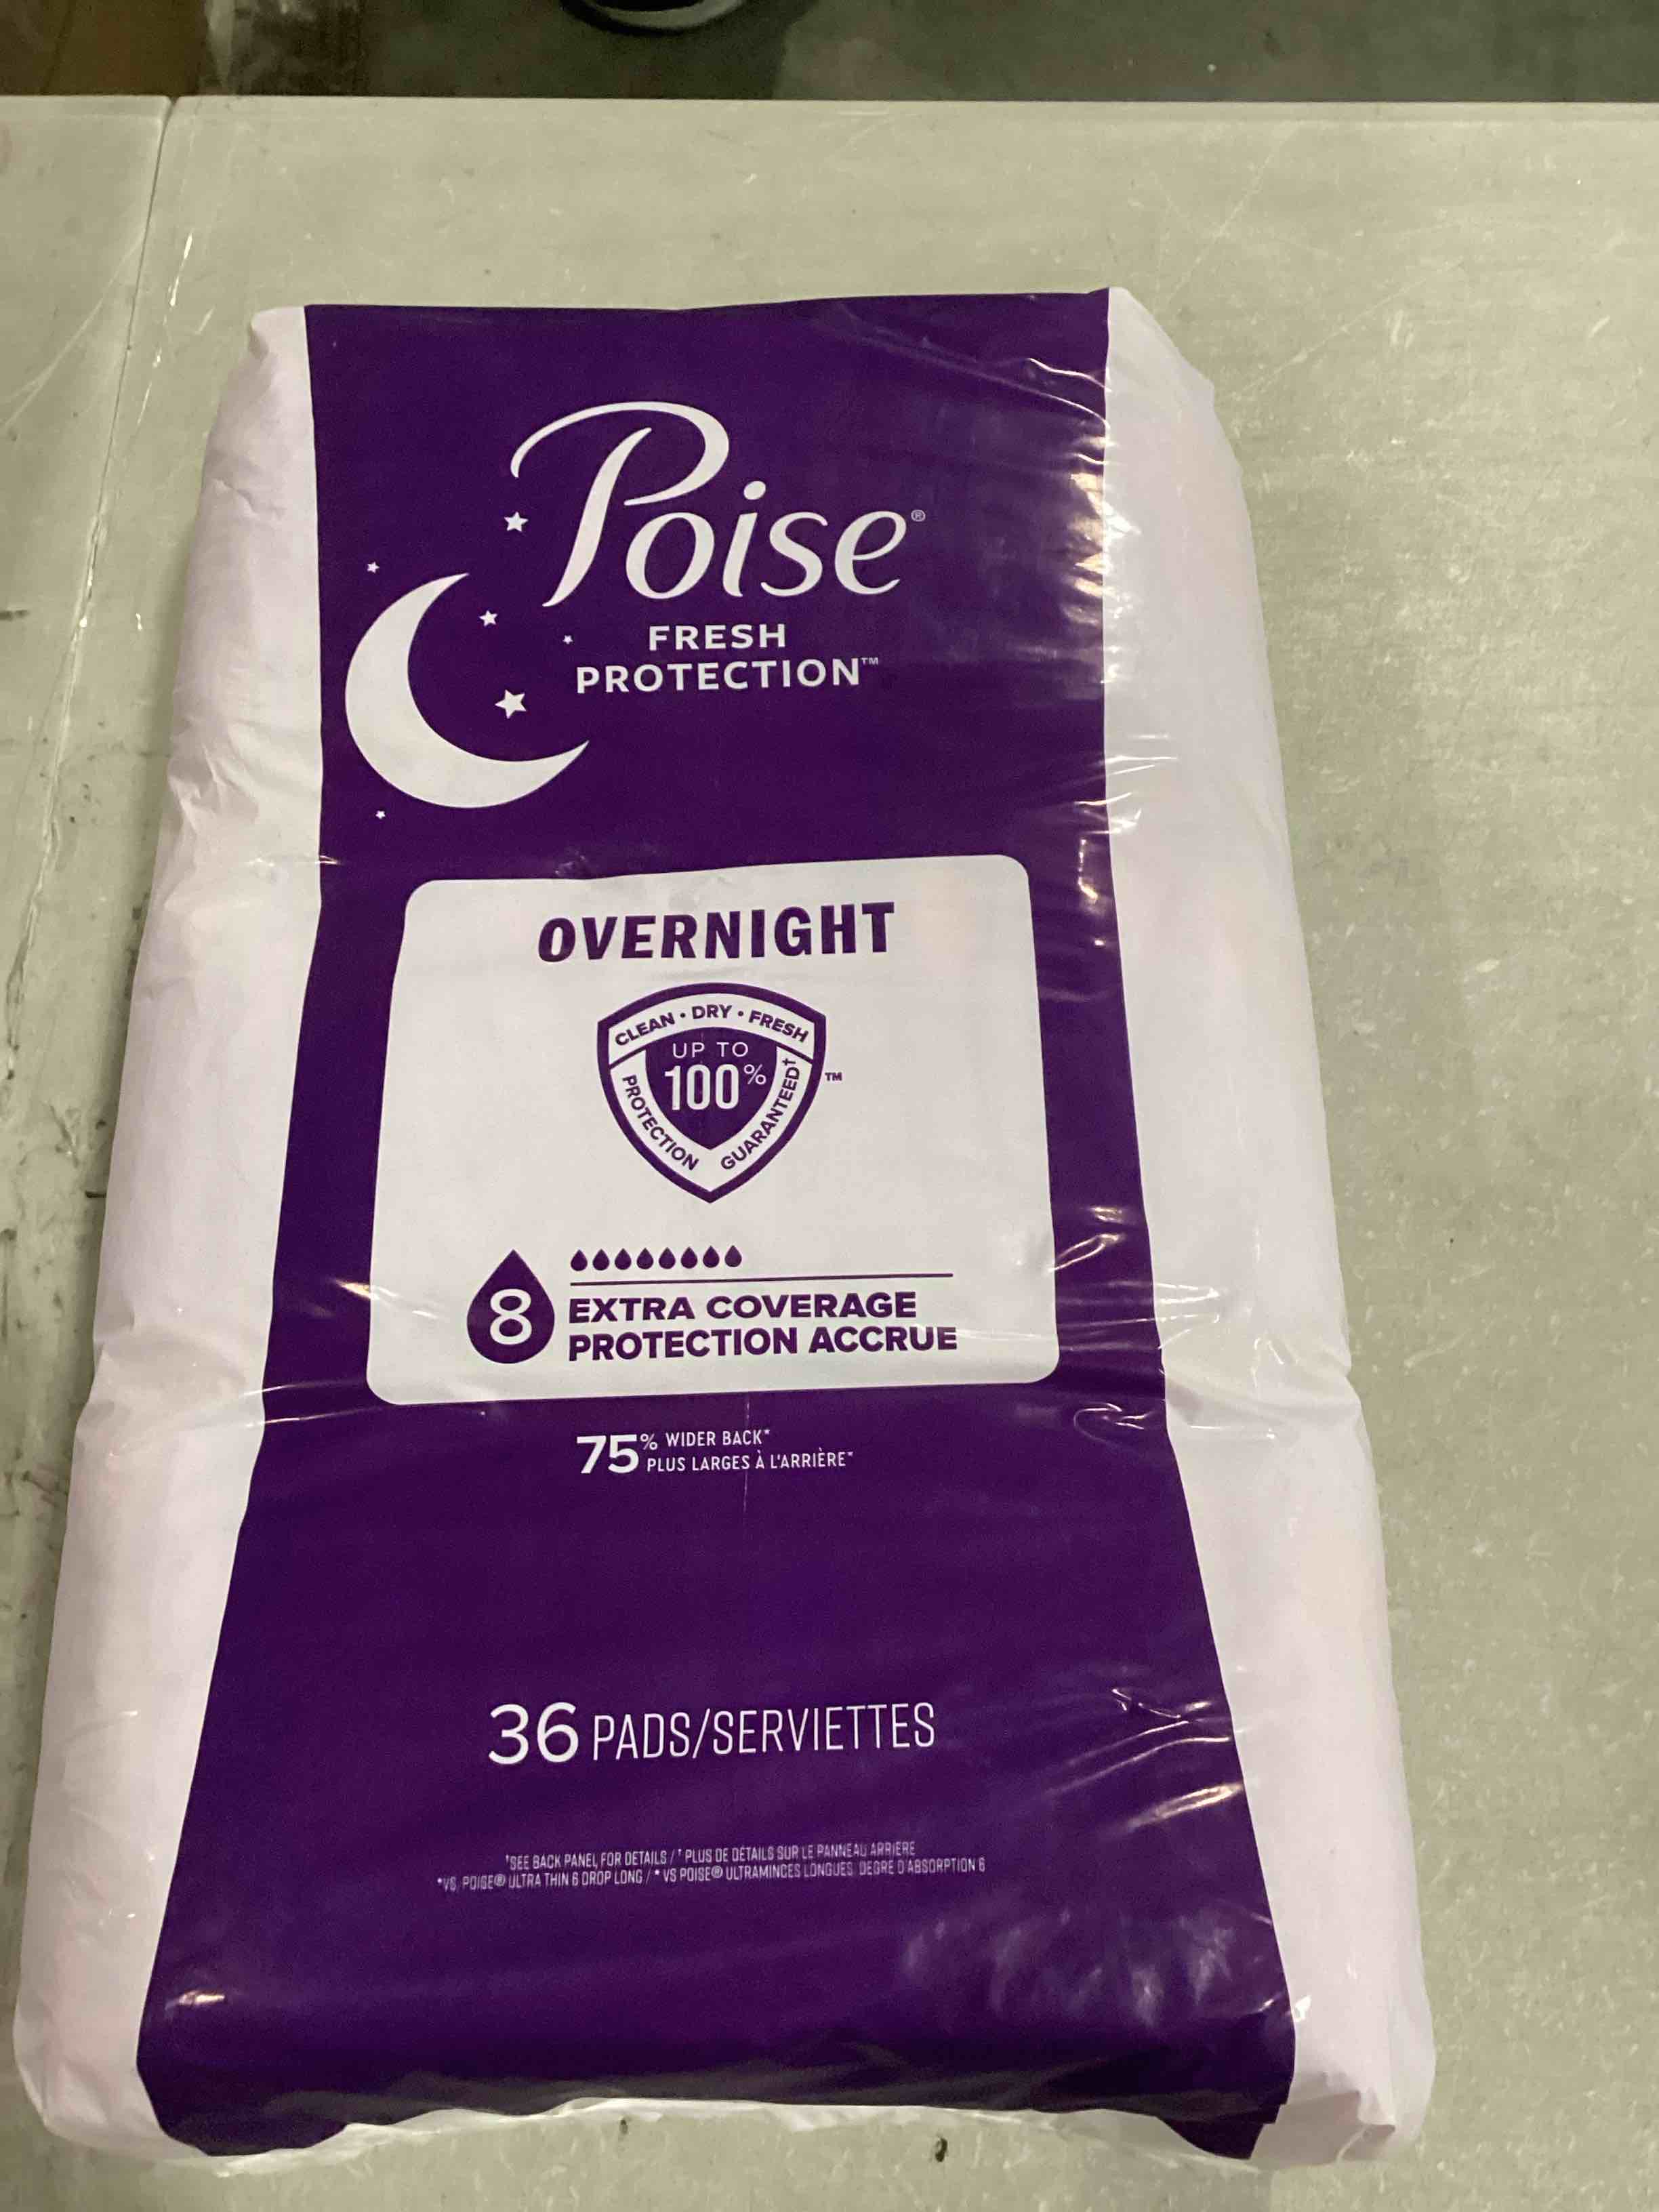 Poise®
FRESH
PROTECTION™
OVERNIGHT
CLEAN • DRY • FRESH
UP TO
100%
PROTECTION GUARANTEED†
™
8
EXTRA COVERAGE
PROTECTION ACCRUE
75% WIDER BACK*
PLUS LARGES À L'ARRIÈRE*
36 PADS/SERVIETTES
†SEE BACK PANEL FOR DETAILS / † PLUS DE DÉTAILS SUR LE PANNEAU ARRIERE
*VS. POISE® ULTRA THIN 6 DROP LONG / * VS POISE® ULTRAMINCES LONGUES DEGRÉ D'ABSORPTION 6